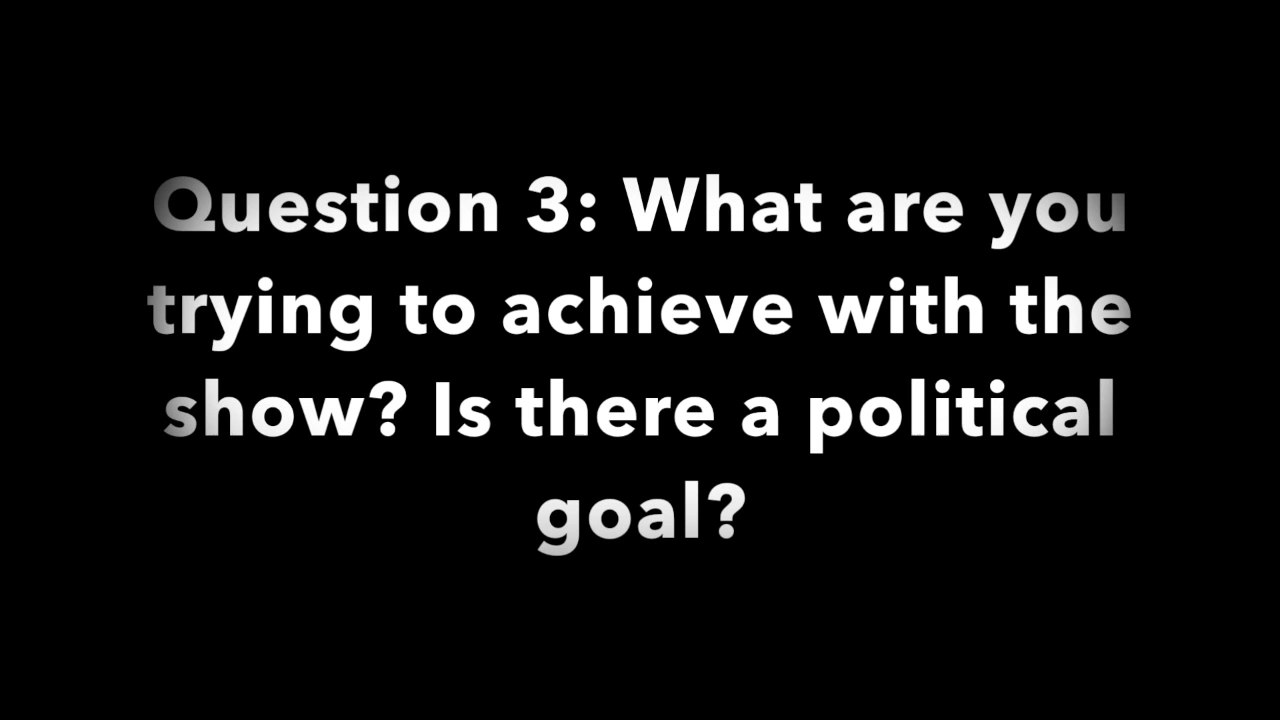 Question 3: What are you
trying to achieve with the
show? Is there a political
goal?